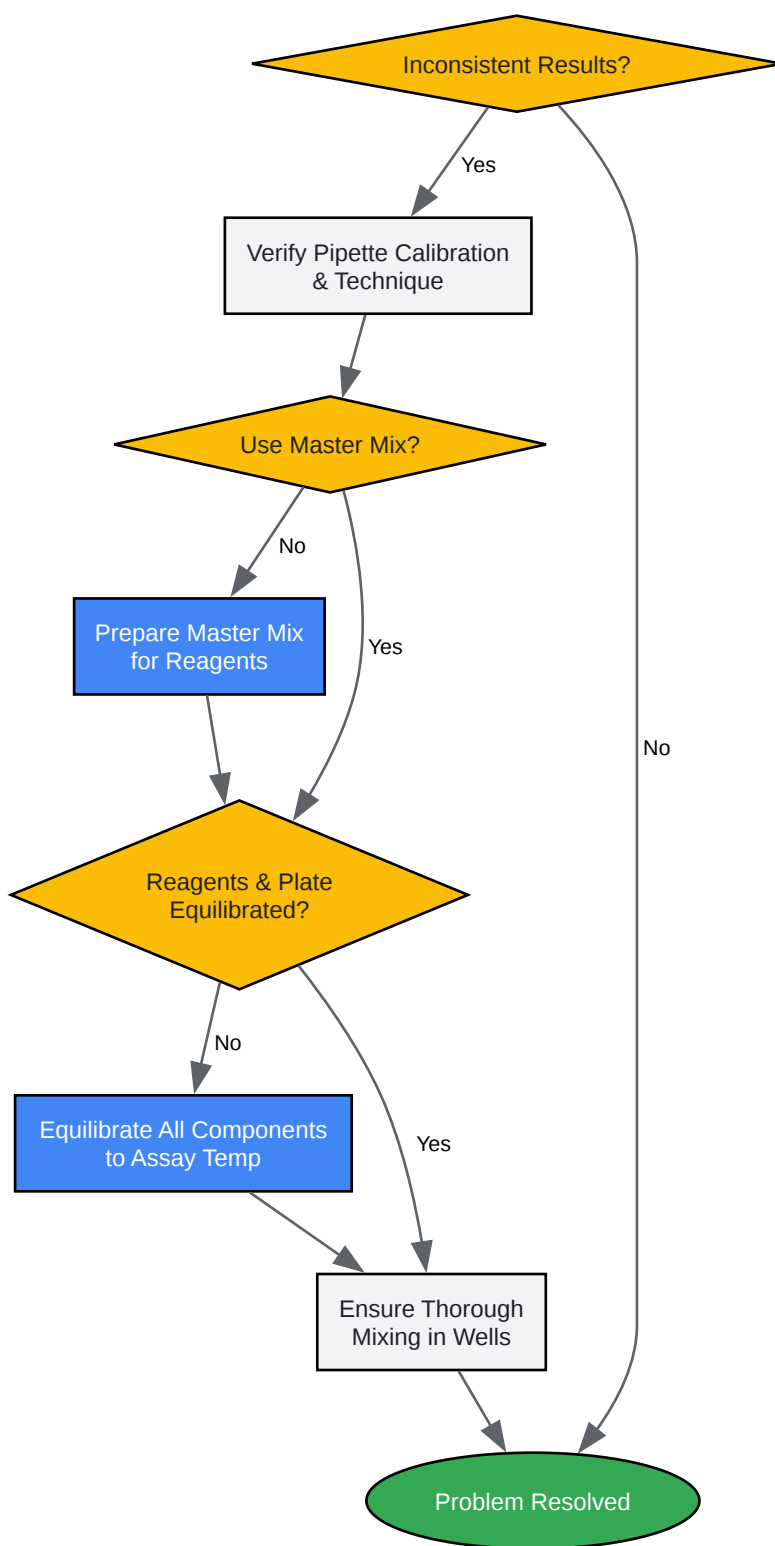 Inconsistent Results?
Yes
Verify Pipette Calibration
& Technique
Use Master Mix?
No
Prepare Master Mix
for Reagents
Yes
No
Reagents & Plate
Equilibrated?
No
Equilibrate All Components
to Assay Temp
Yes
Ensure Thorough
Mixing in Wells
Problem Resolved